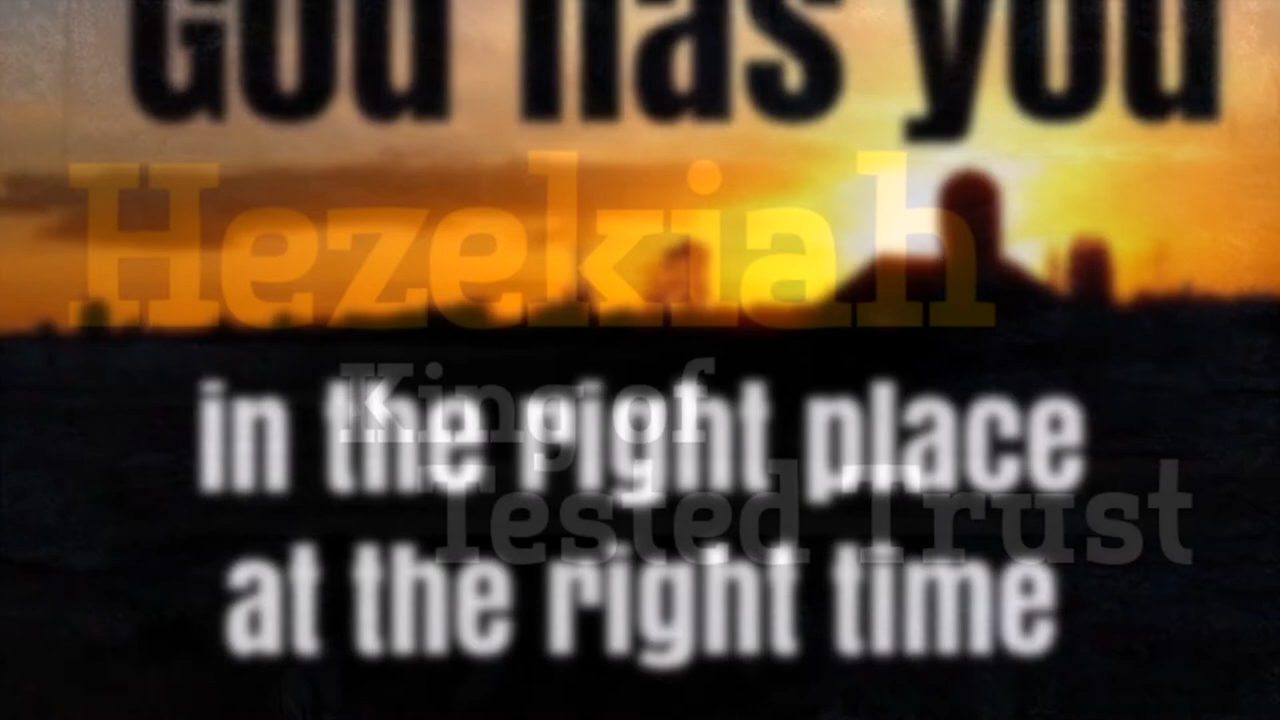 God has you
Hezekiah
King of
in the right place
Tested Trust
at the right time